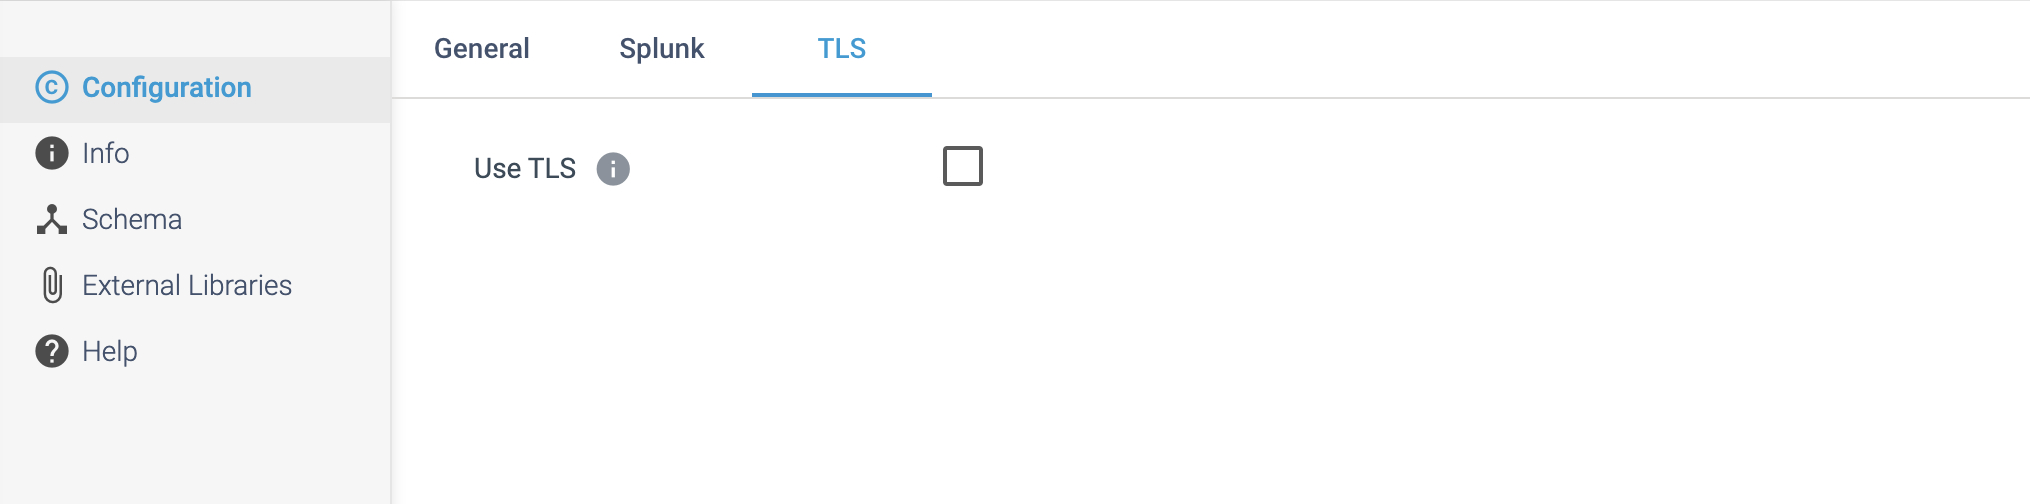 General
Splunk
TLS
Configuration
Info
Schema
External Libraries
Help
Use TLS